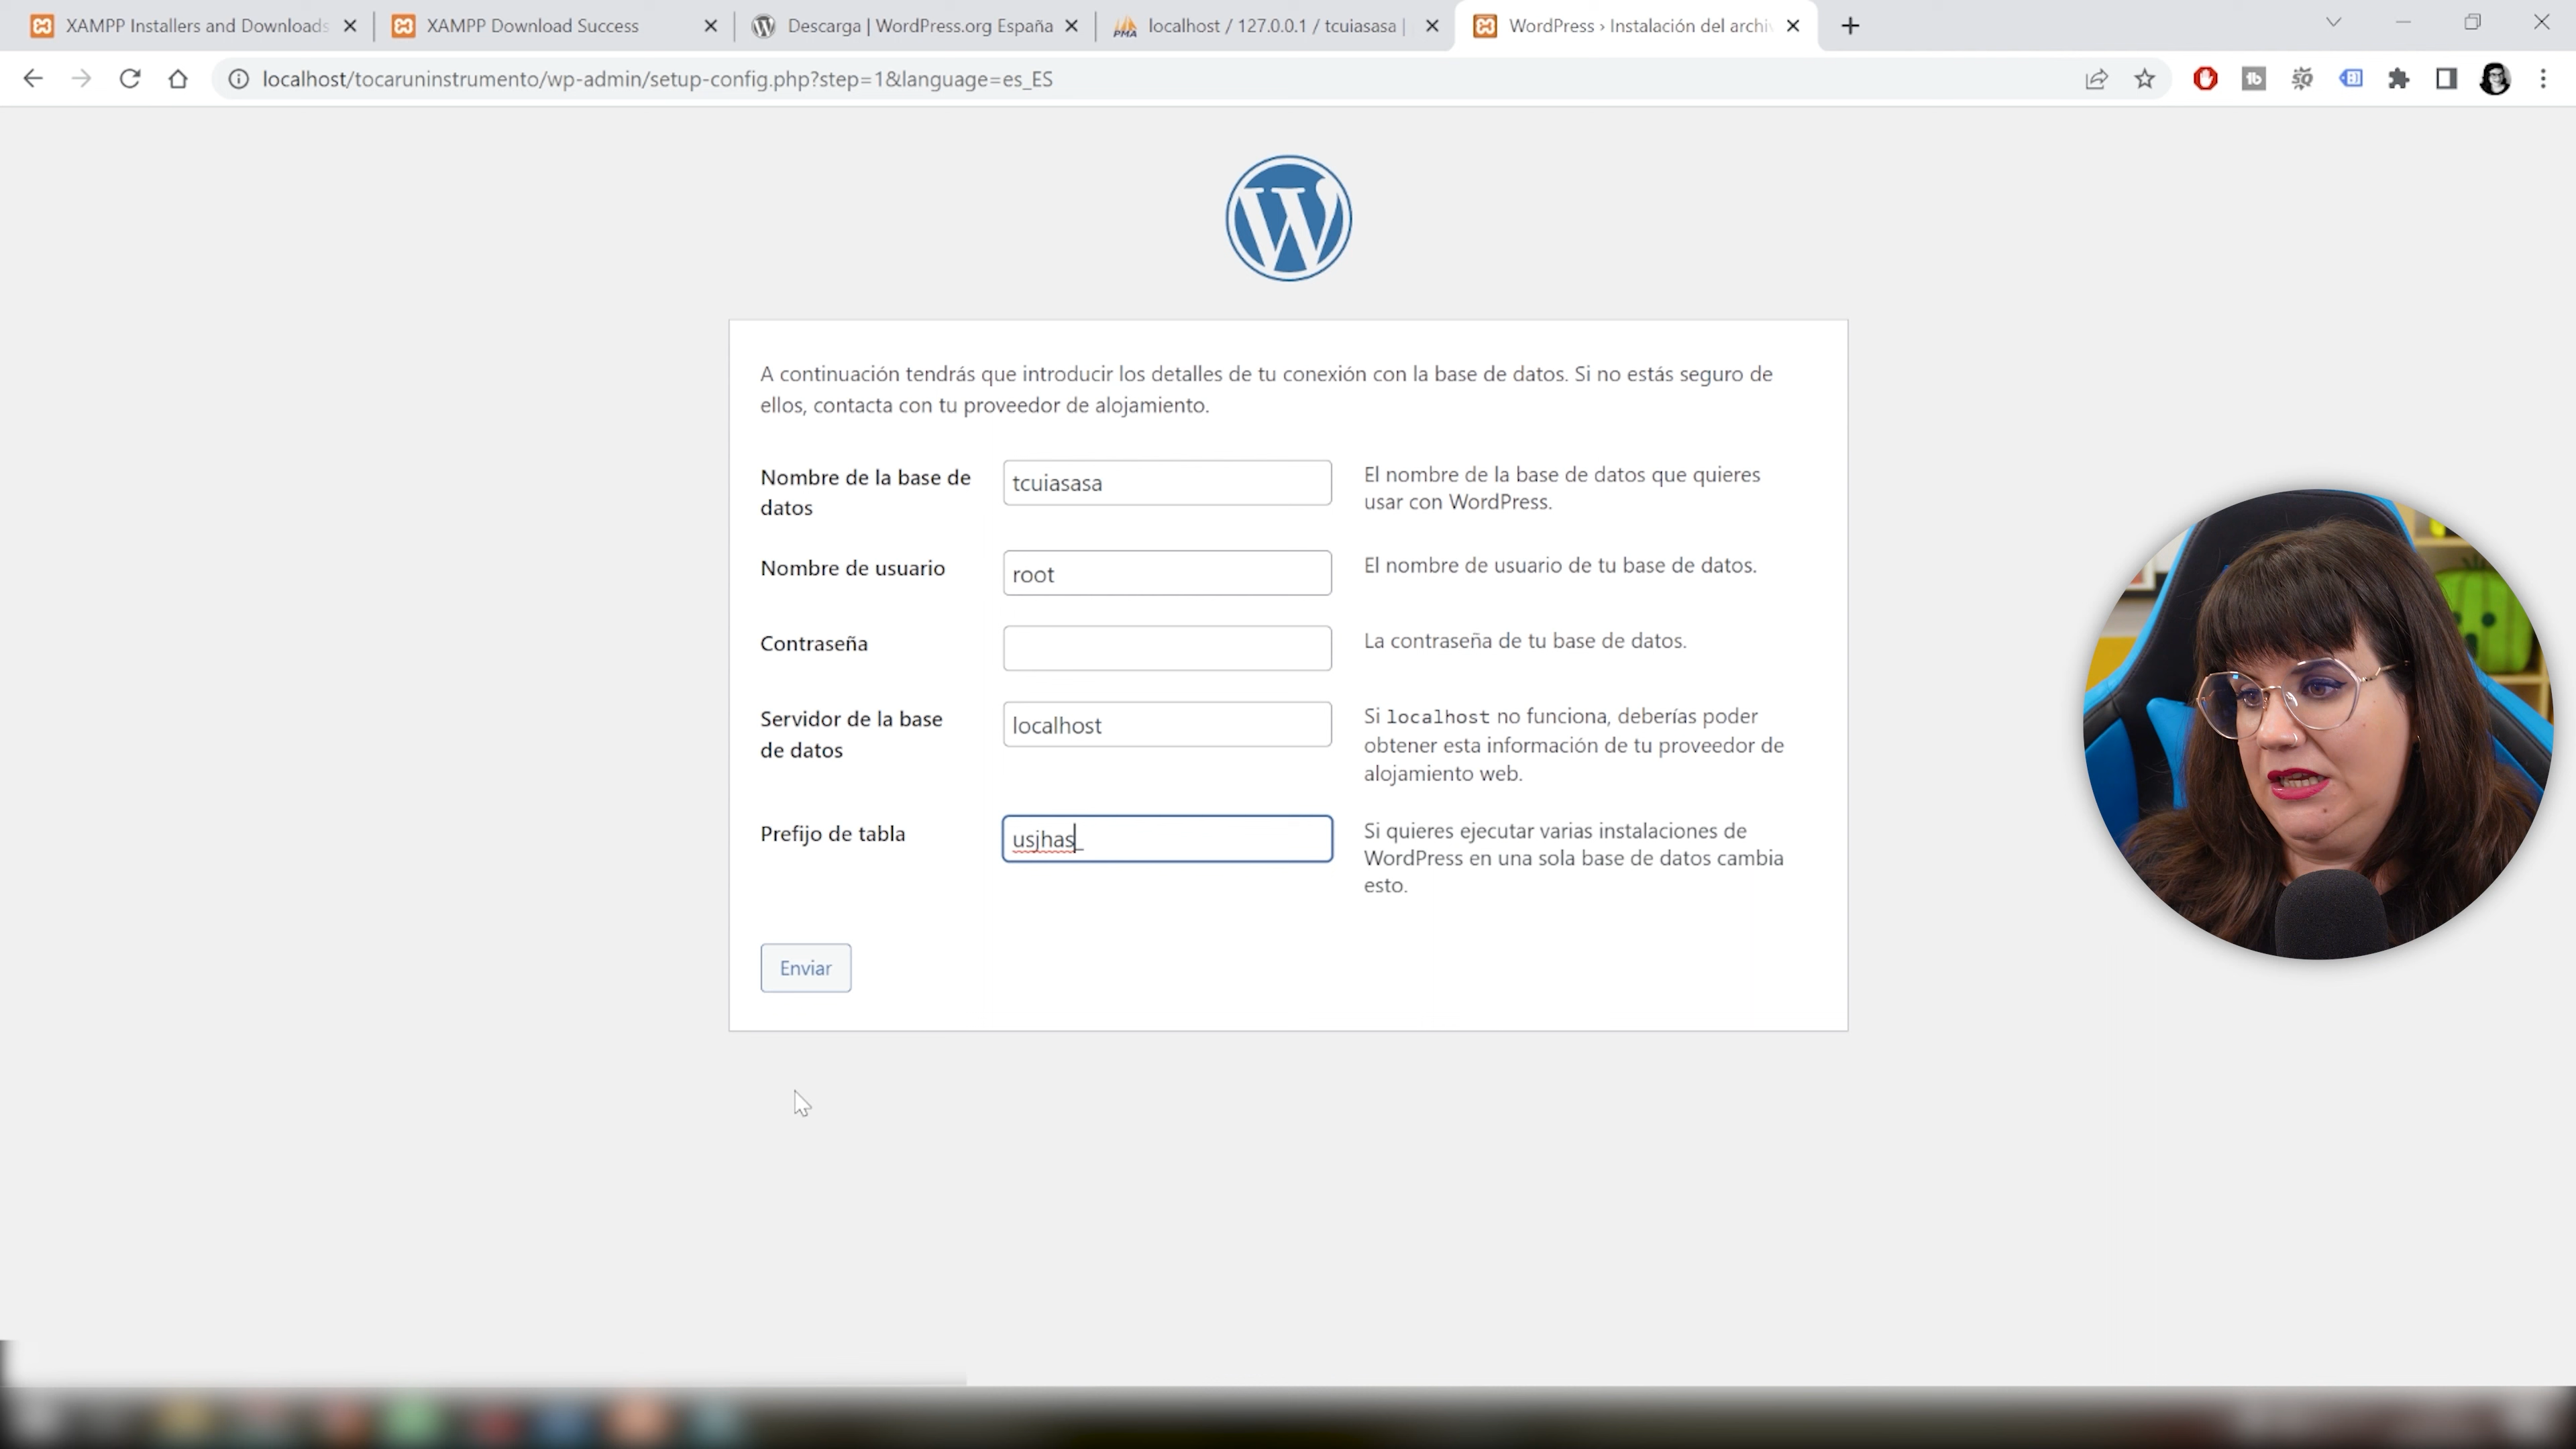 XAMPP Installers and Downloads
XAMPP Download Success
Descarga | WordPress.org España
localhost / 127.0.0.1 / tcuiasasa |
WordPress › Instalación del archiv
localhost/tocaruninstrumento/wp-admin/setup-config.php?step=1&language=es_ES
A continuación tendrás que introducir los detalles de tu conexión con la base de datos. Si no estás seguro de
ellos, contacta con tu proveedor de alojamiento.
Nombre de la base de
datos
tcuiasasa
El nombre de la base de datos que quieres
usar con WordPress.
Nombre de usuario
root
El nombre de usuario de tu base de datos.
Contraseña
La contraseña de tu base de datos.
Servidor de la base
de datos
localhost
Si localhost no funciona, deberías poder
obtener esta información de tu proveedor de
alojamiento web.
Prefijo de tabla
usjhas_
Si quieres ejecutar varias instalaciones de
WordPress en una sola base de datos cambia
esto.
Enviar